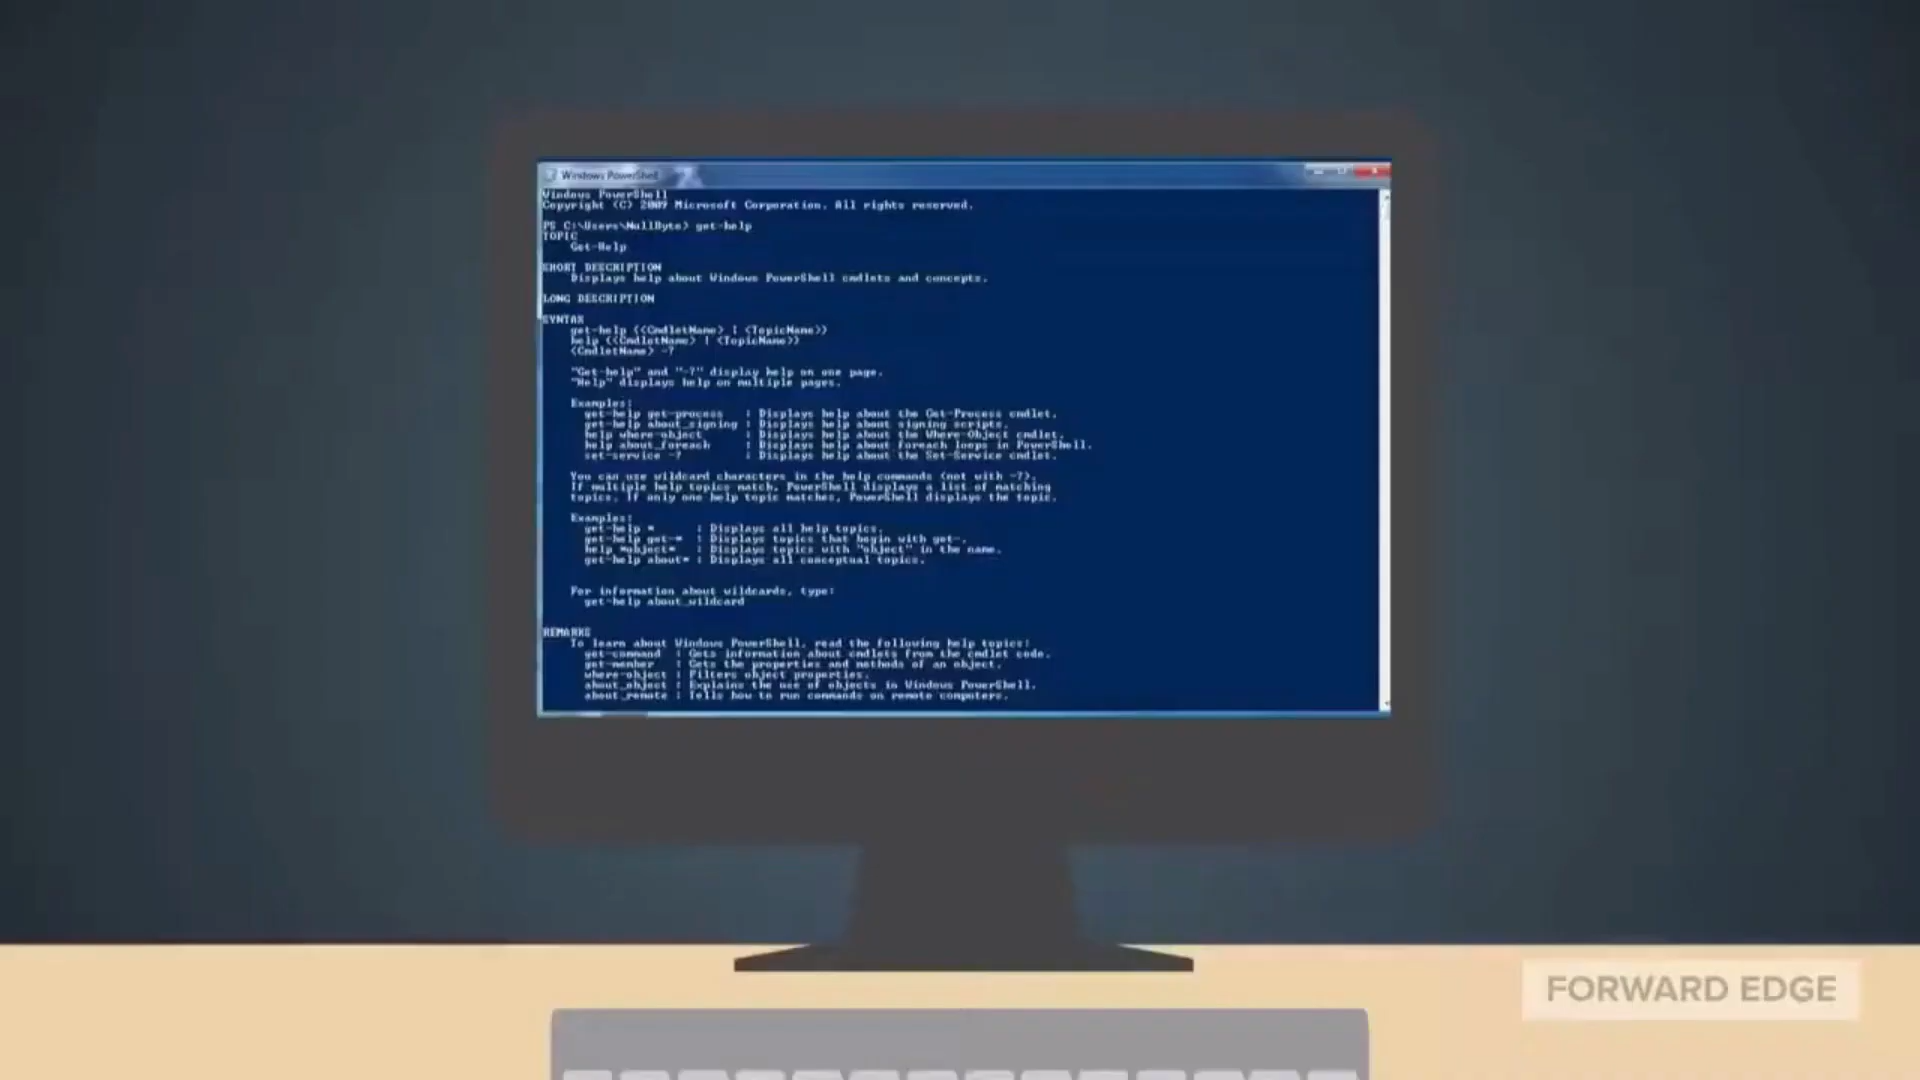 Windows PowerShell
Windows PowerShell
Copyright (C) 2009 Microsoft Corporation. All rights reserved.
PS C:\Users\NullByte> get-help
TOPIC
Get-Help
SHORT DESCRIPTION
Displays help about Windows PowerShell cmdlets and concepts.
LONG DESCRIPTION
SYNTAX
get-help {<CmdletName> | <TopicName>}
help {<CmdletName> | <TopicName>}
<CmdletName> -?
"Get-help" and "-?" display help on one page.
"Help" displays help on multiple pages.
Examples:
get-help get-process : Displays help about the Get-Process cmdlet.
get-help about_signing : Displays help about signing scripts.
help where-object : Displays help about the Where-Object cmdlet.
help about_foreach : Displays help about foreach loops in PowerShell.
set-service -? : Displays help about the Set-Service cmdlet.
You can use wildcard characters in the help commands (not with -?).
If multiple help topics match, PowerShell displays a list of matching
topics. If only one help topic matches, PowerShell displays the topic.
Examples:
get-help * : Displays all help topics.
get-help get-* : Displays topics that begin with get-.
help *object* : Displays topics with "object" in the name.
get-help about* : Displays all conceptual topics.
For information about wildcards, type:
get-help about_wildcard
REMARKS
To learn about Windows PowerShell, read the following help topics:
get-command : Gets information about cmdlets from the cmdlet code.
get-member : Gets the properties and methods of an object.
where-object : Filters object properties.
about_object : Explains the use of objects in Windows PowerShell.
about_remote : Tells how to run commands on remote computers.
FORWARD EDGE